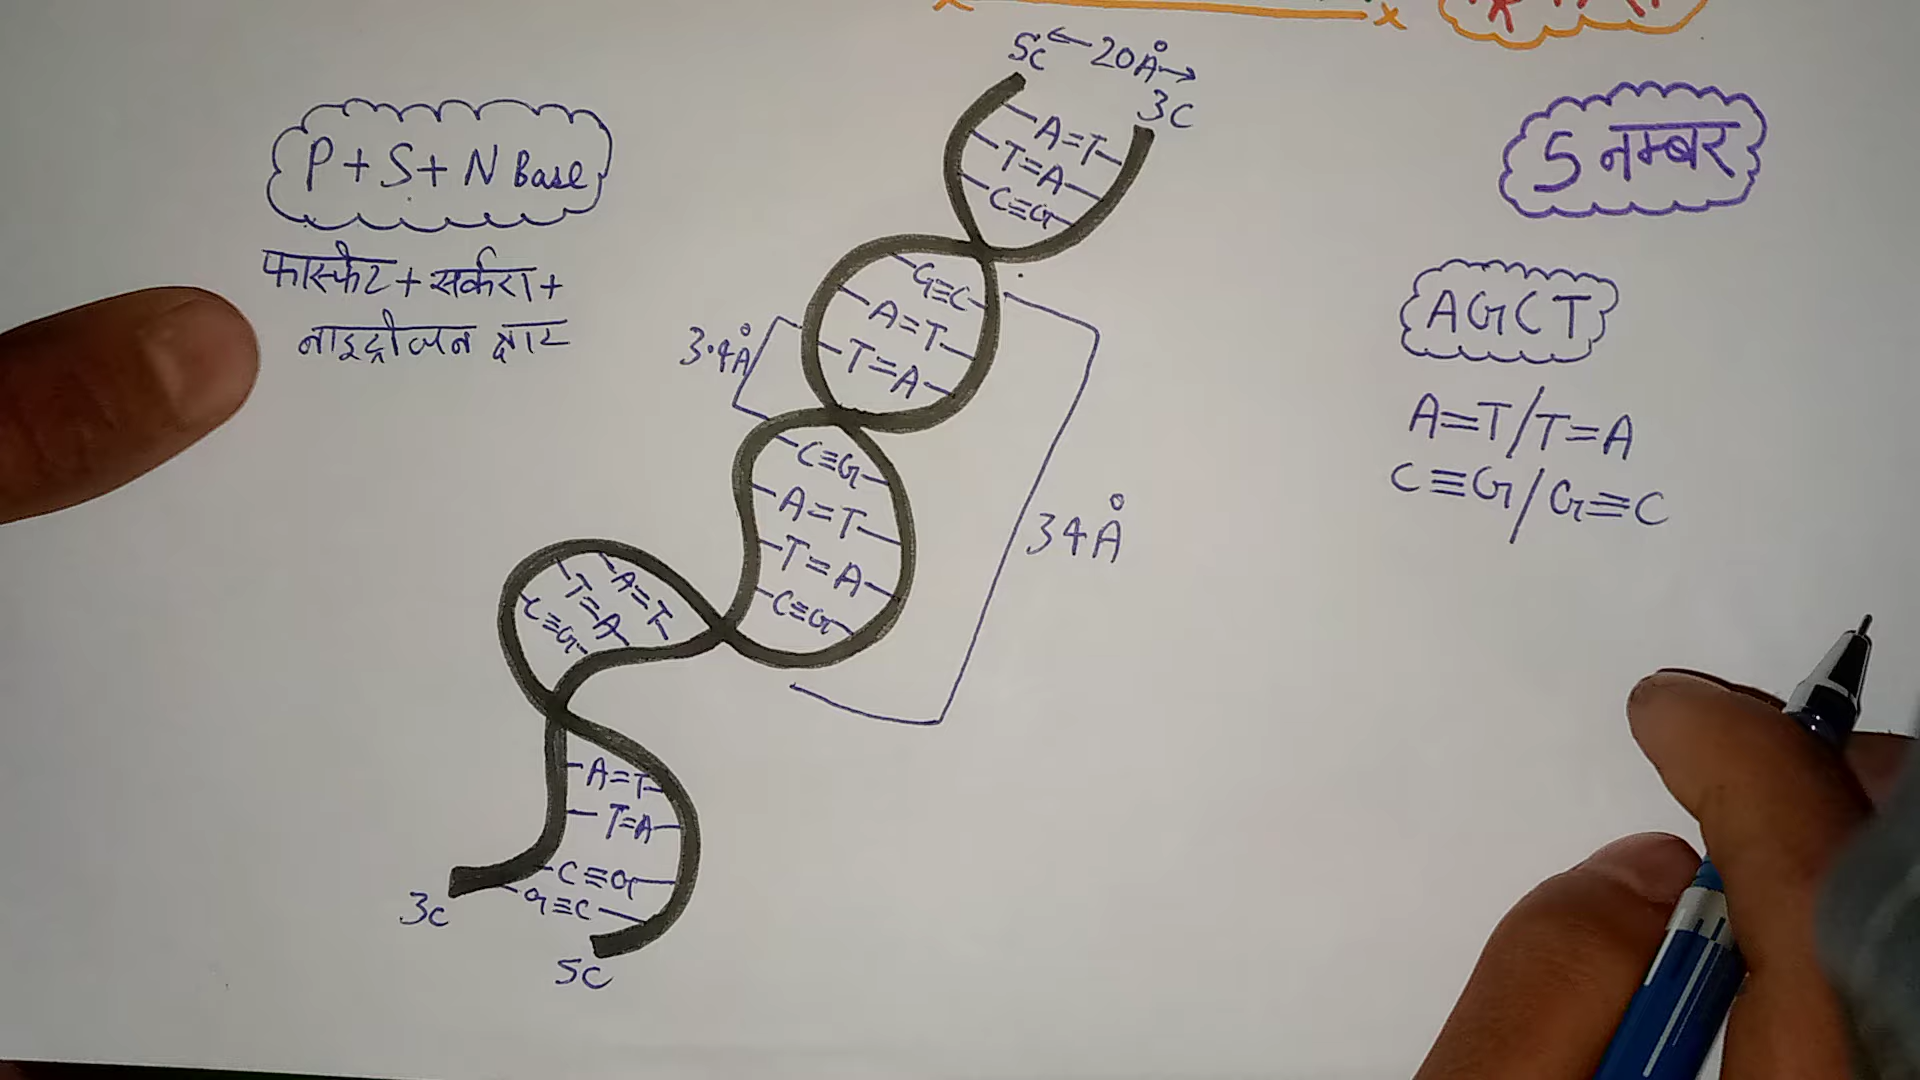 5C ←20Å→
3C
P+S+N Base
फास्फेट + सर्करा +
नाइट्रोजन क्षार
5 नम्बर
AGCT
A=T/T=A
C≡G/G≡C
A=T
T=A
C≡G
G≡C
A=T
T=A
3.4Å
C≡G
A=T
T=A
C≡G
34Å
A=T
T=A
C≡G
A=T
T=A
C≡G
G≡C
3C
5C